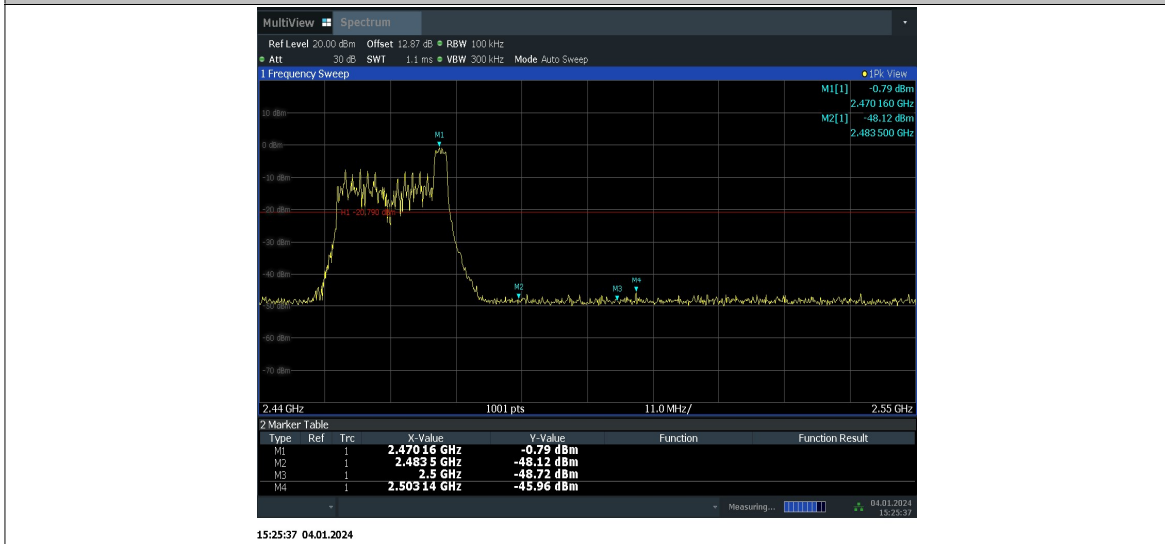 MultiView Spectrum
Ref Level 20.00 dBm Offset 12.87 dB RBW 100 kHz
Att 30 dB SWT 1.1 ms VBW 300 kHz Mode Auto Sweep
1 Frequency Sweep 1Pk View
M1[1] -0.79 dBm
2.470 160 GHz
M2[1] -48.12 dBm
2.483 500 GHz
10 dBm
M1
0 dBm
-10 dBm
-20 dBm
H1 -20.790 dBm
-30 dBm
-40 dBm
M2 M3 M4
-50 dBm
-60 dBm
-70 dBm
2.44 GHz 1001 pts 11.0 MHz/ 2.55 GHz
2 Marker Table
Type Ref Trc X-Value Y-Value Function Function Result
M1 1 2.470 16 GHz -0.79 dBm
M2 1 2.483 5 GHz -48.12 dBm
M3 1 2.5 GHz -48.72 dBm
M4 1 2.503 14 GHz -45.96 dBm
Measuring... 04.01.2024
15:25:37
15:25:37 04.01.2024